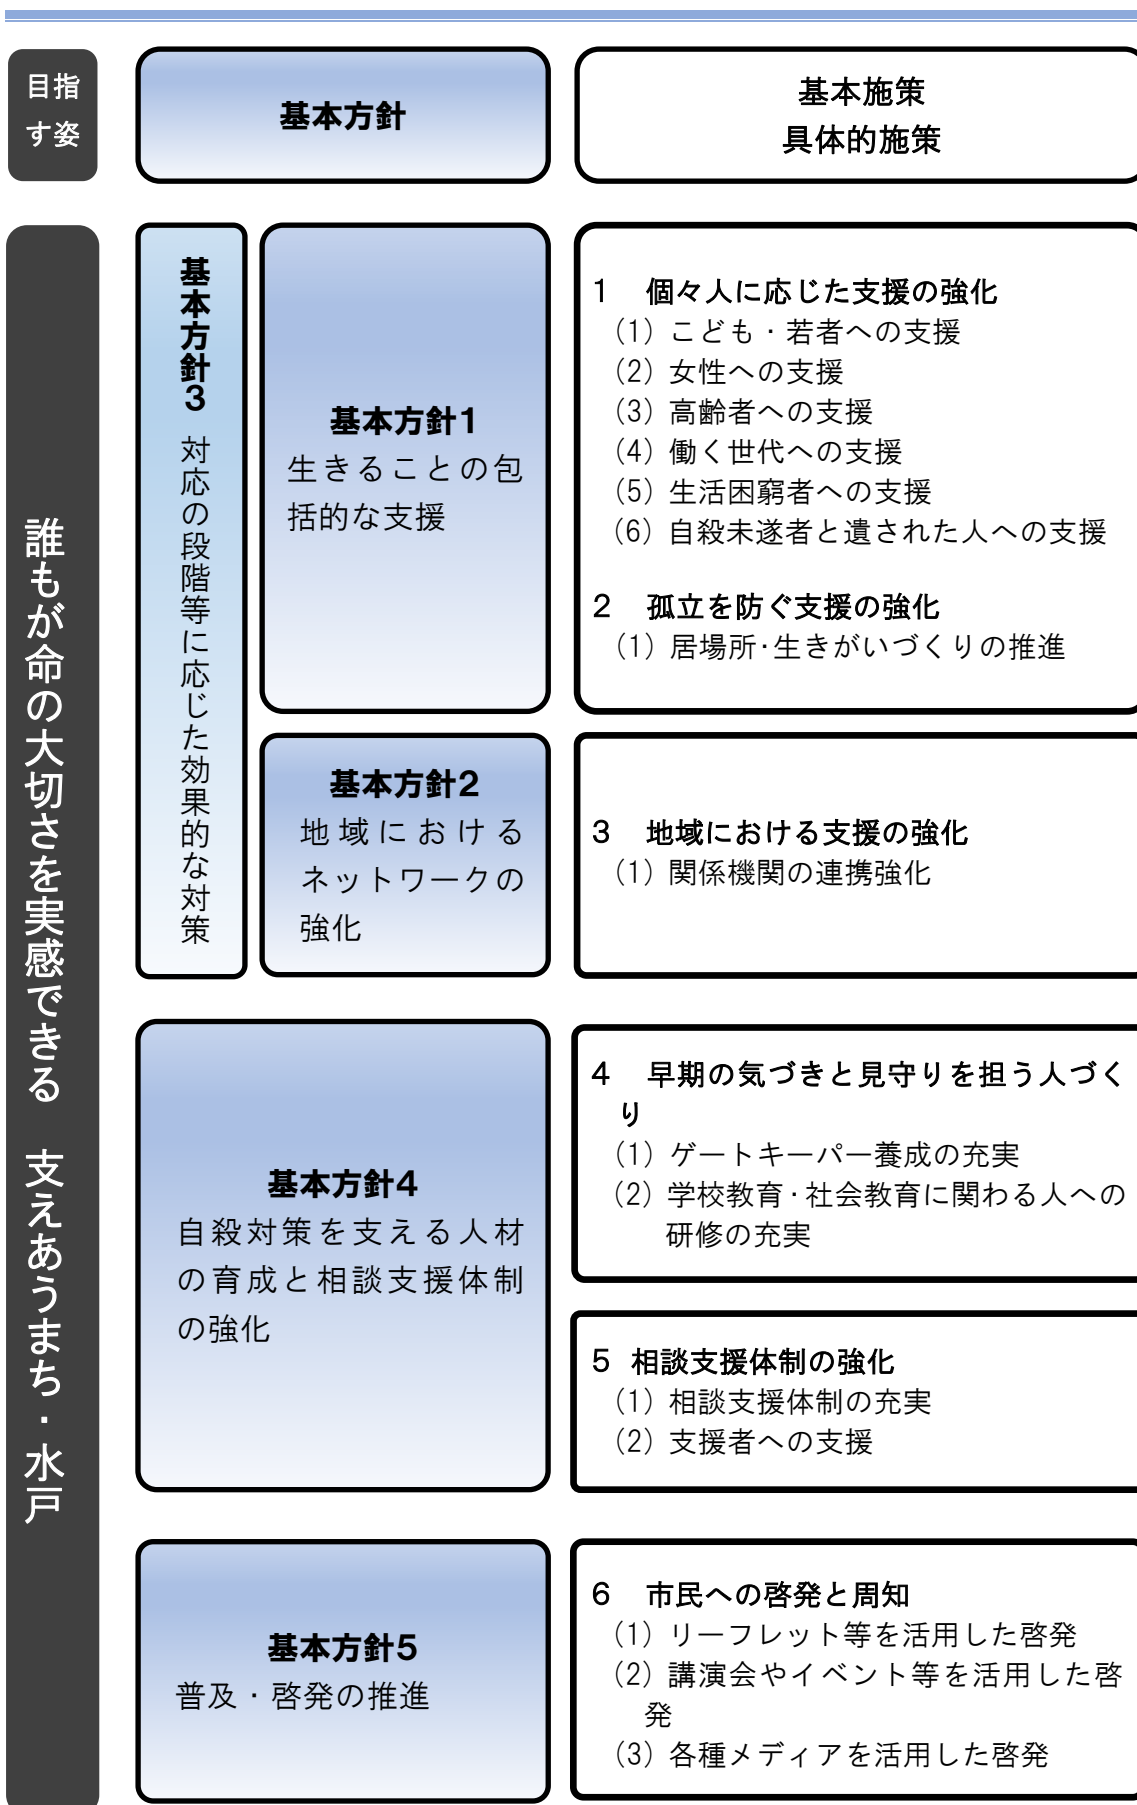 目指
す姿
基本方針
基本施策
具体的施策
誰もが命の大切さを実感できる　支えあうまち・水戸
基本方針3　対応の段階等に応じた効果的な対策
基本方針1
生きることの包
括的な支援
1　個々人に応じた支援の強化
(1) こども・若者への支援
(2) 女性への支援
(3) 高齢者への支援
(4) 働く世代への支援
(5) 生活困窮者への支援
(6) 自殺未遂者と遺された人への支援
2　孤立を防ぐ支援の強化
(1) 居場所・生きがいづくりの推進
基本方針2
地域における
ネットワークの
強化
3　地域における支援の強化
(1) 関係機関の連携強化
基本方針4
自殺対策を支える人材
の育成と相談支援体制
の強化
4　早期の気づきと見守りを担う人づく
り
(1) ゲートキーパー養成の充実
(2) 学校教育・社会教育に関わる人への
研修の充実
5 相談支援体制の強化
(1) 相談支援体制の充実
(2) 支援者への支援
基本方針5
普及・啓発の推進
6　市民への啓発と周知
(1) リーフレット等を活用した啓発
(2) 講演会やイベント等を活用した啓
発
(3) 各種メディアを活用した啓発